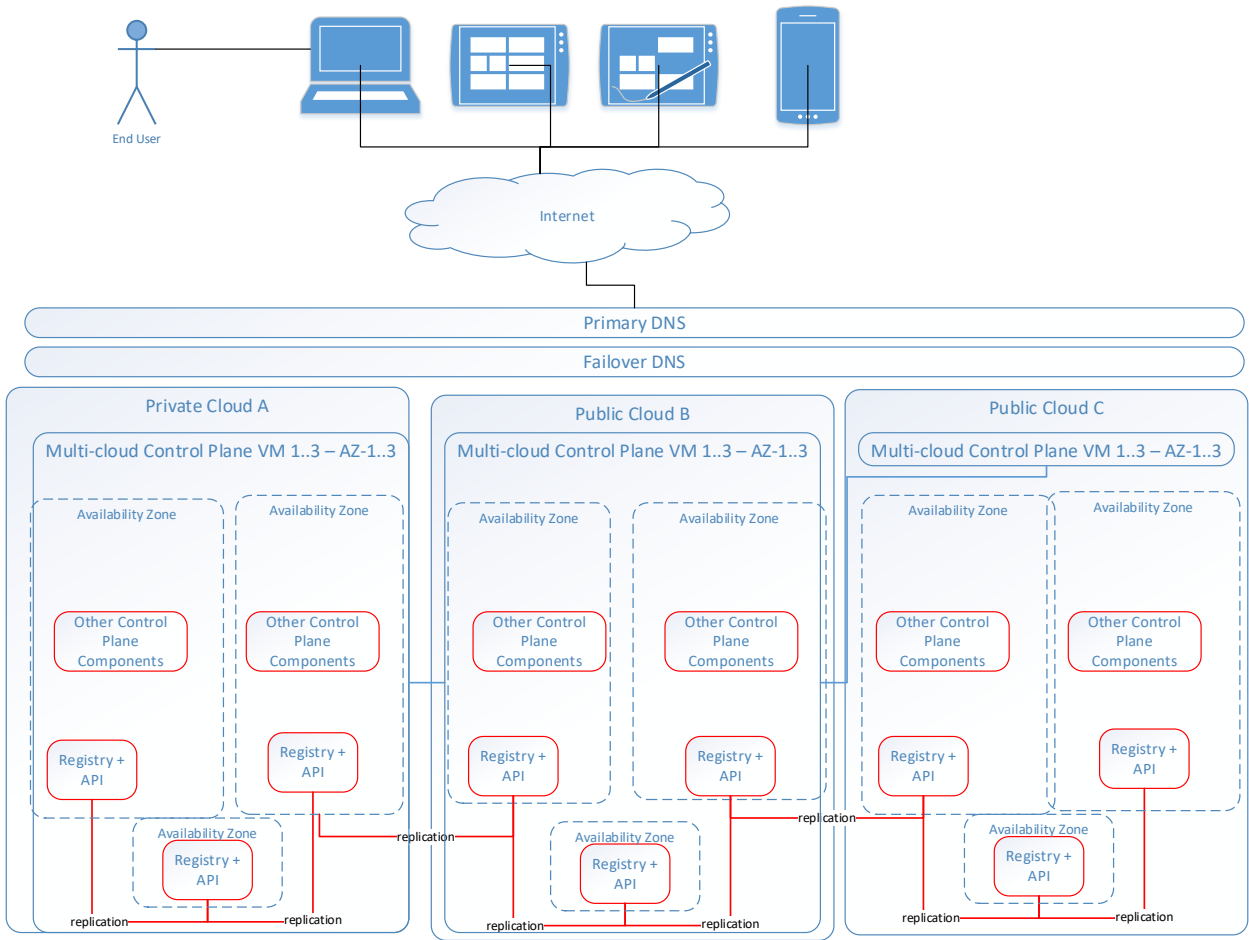 End User
Internet
Primary DNS
Failover DNS
Private Cloud A
Multi-cloud Control Plane VM 1..3 – AZ-1..3
Availability Zone
Availability Zone
Other Control
Plane
Components
Other Control
Plane
Components
Registry +
API
Registry +
API
Availability Zone
Registry +
API
replication
replication
replication
Public Cloud B
Multi-cloud Control Plane VM 1..3 – AZ-1..3
Availability Zone
Availability Zone
Other Control
Plane
Components
Other Control
Plane
Components
Registry +
API
Registry +
API
Availability Zone
Registry +
API
replication
replication
replication
Public Cloud C
Multi-cloud Control Plane VM 1..3 – AZ-1..3
Availability Zone
Availability Zone
Other Control
Plane
Components
Other Control
Plane
Components
Registry +
API
Registry +
API
Availability Zone
Registry +
API
replication
replication